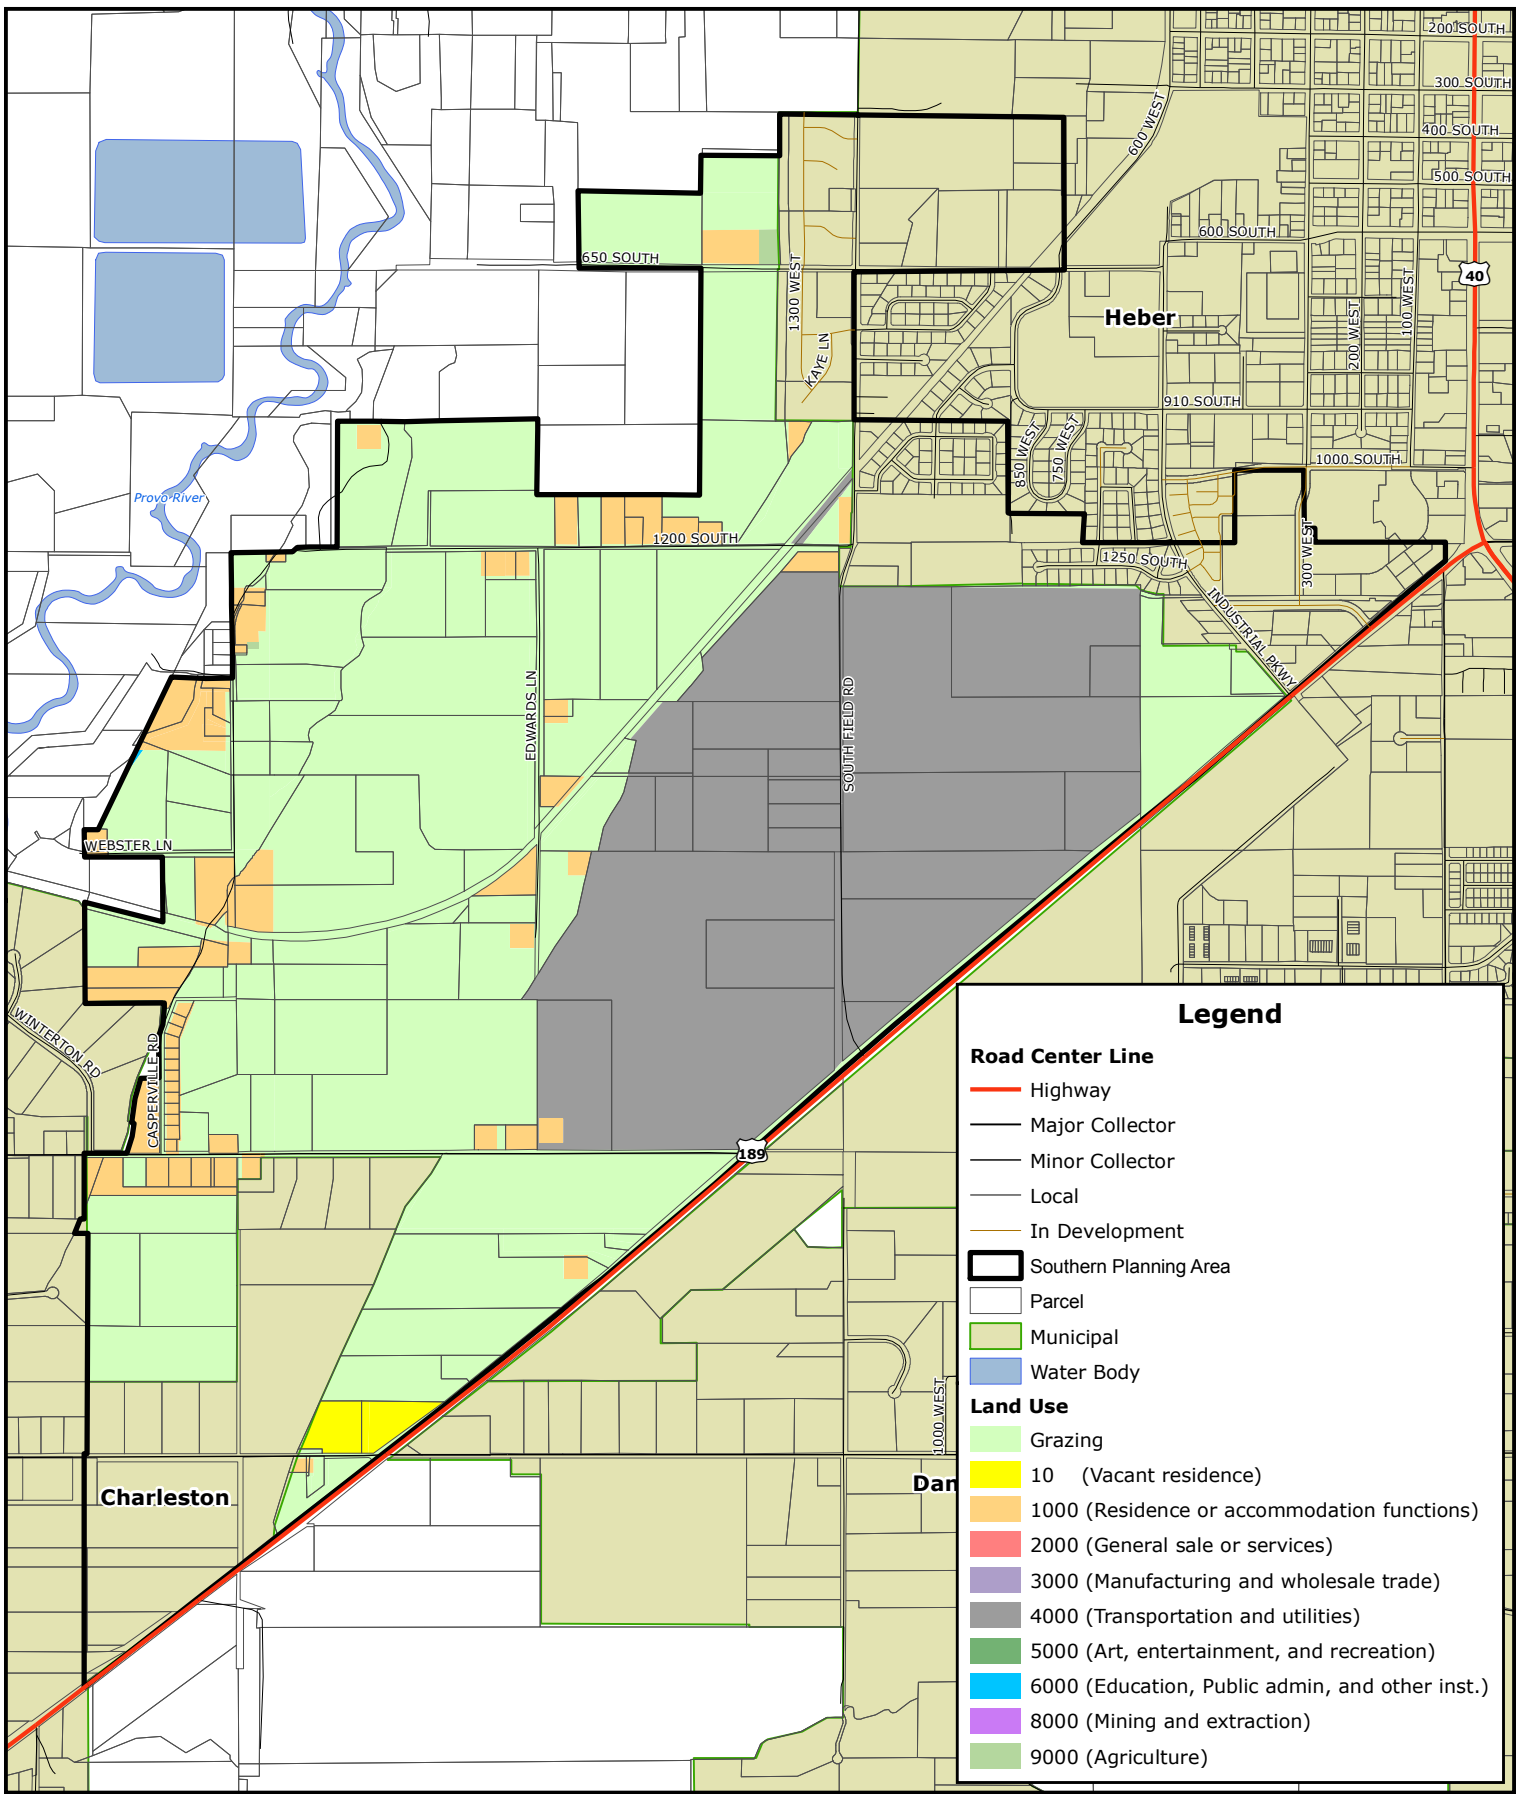 200 SOUTH
300 SOUTH
400 SOUTH
500 SOUTH
600 WEST
600 SOUTH
650 SOUTH
1300 WEST
40
100 WEST
Heber
200 WEST
KAYE LN
910 SOUTH
850 WEST
750 WEST
1000 SOUTH
Provo River
1200 SOUTH
300 WEST
1250 SOUTH
INDUSTRIAL PKWY
EDWARDS LN
SOUTH FIELD RD
WEBSTER LN
WINTERTON RD
CASPERVILLE RD
189
1000 WEST
Charleston
Dan
Legend
Road Center Line
Highway
Major Collector
Minor Collector
Local
In Development
Southern Planning Area
Parcel
Municipal
Water Body
Land Use
Grazing
10 (Vacant residence)
1000 (Residence or accommodation functions)
2000 (General sale or services)
3000 (Manufacturing and wholesale trade)
4000 (Transportation and utilities)
5000 (Art, entertainment, and recreation)
6000 (Education, Public admin, and other inst.)
8000 (Mining and extraction)
9000 (Agriculture)